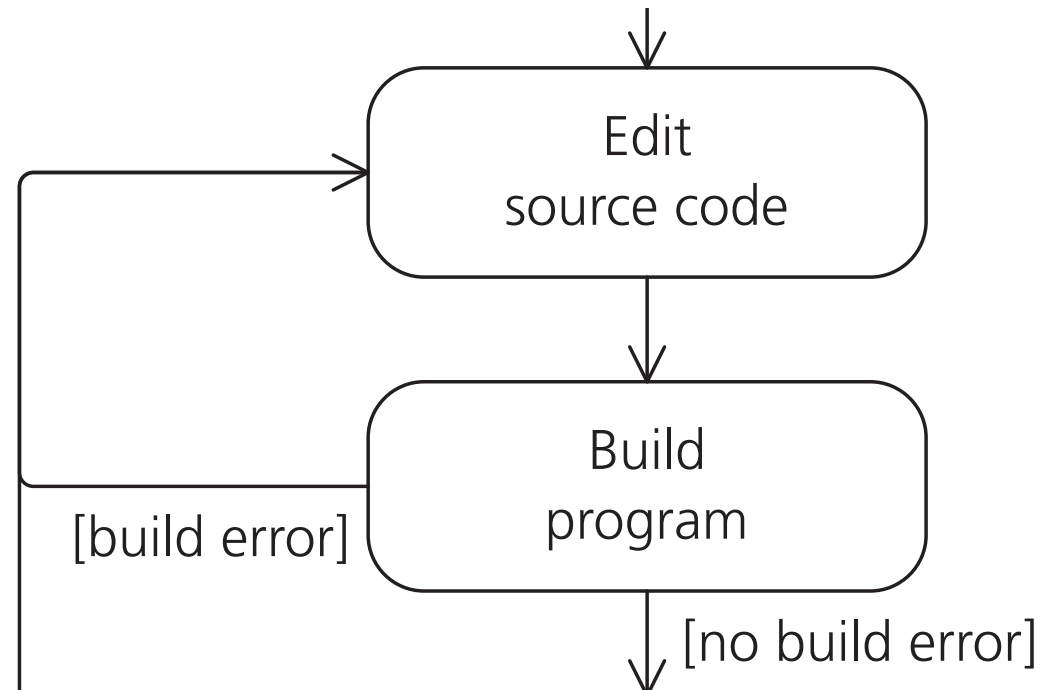 Edit
source code
Build
program
[build error]
[no build error]